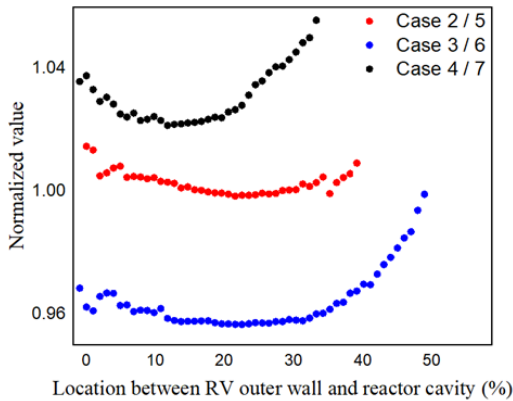 Case 2 / 5
Case 3 / 6
Case 4 / 7
Normalized value
1.04
1.00
0.96
0 10 20 30 40 50
Location between RV outer wall and reactor cavity (%)